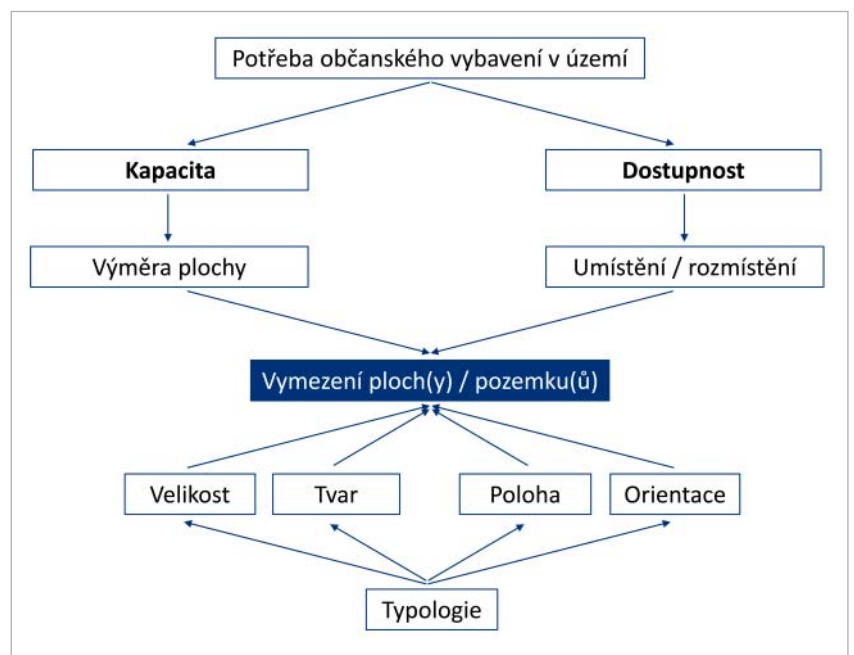 Potřeba občanského vybavení v území
Kapacita
Dostupnost
Výměra plochy
Umístění / rozmístění
Vymezení ploch(y) / pozemku(ů)
Velikost
Tvar
Poloha
Orientace
Typologie